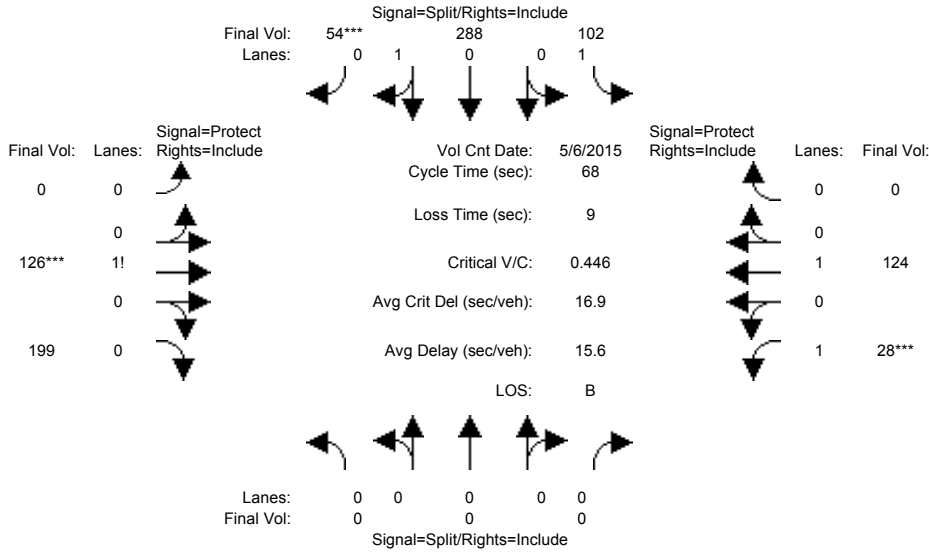 Signal=Split/Rights=Include
Final Vol: 54*** 288 102
Lanes: 0 1 0 0 1
Signal=Protect
Final Vol: Lanes: Rights=Include
Vol Cnt Date: 5/6/2015
Signal=Protect
Rights=Include Lanes: Final Vol:
Cycle Time (sec): 68
0 0
0 0
Loss Time (sec): 9
0
0
126*** 1!
Critical V/C: 0.446
1 124
0
Avg Crit Del (sec/veh): 16.9
0
199 0
Avg Delay (sec/veh): 15.6
1 28***
LOS: B
Lanes: 0 0 0 0 0
Final Vol: 0 0 0
Signal=Split/Rights=Include